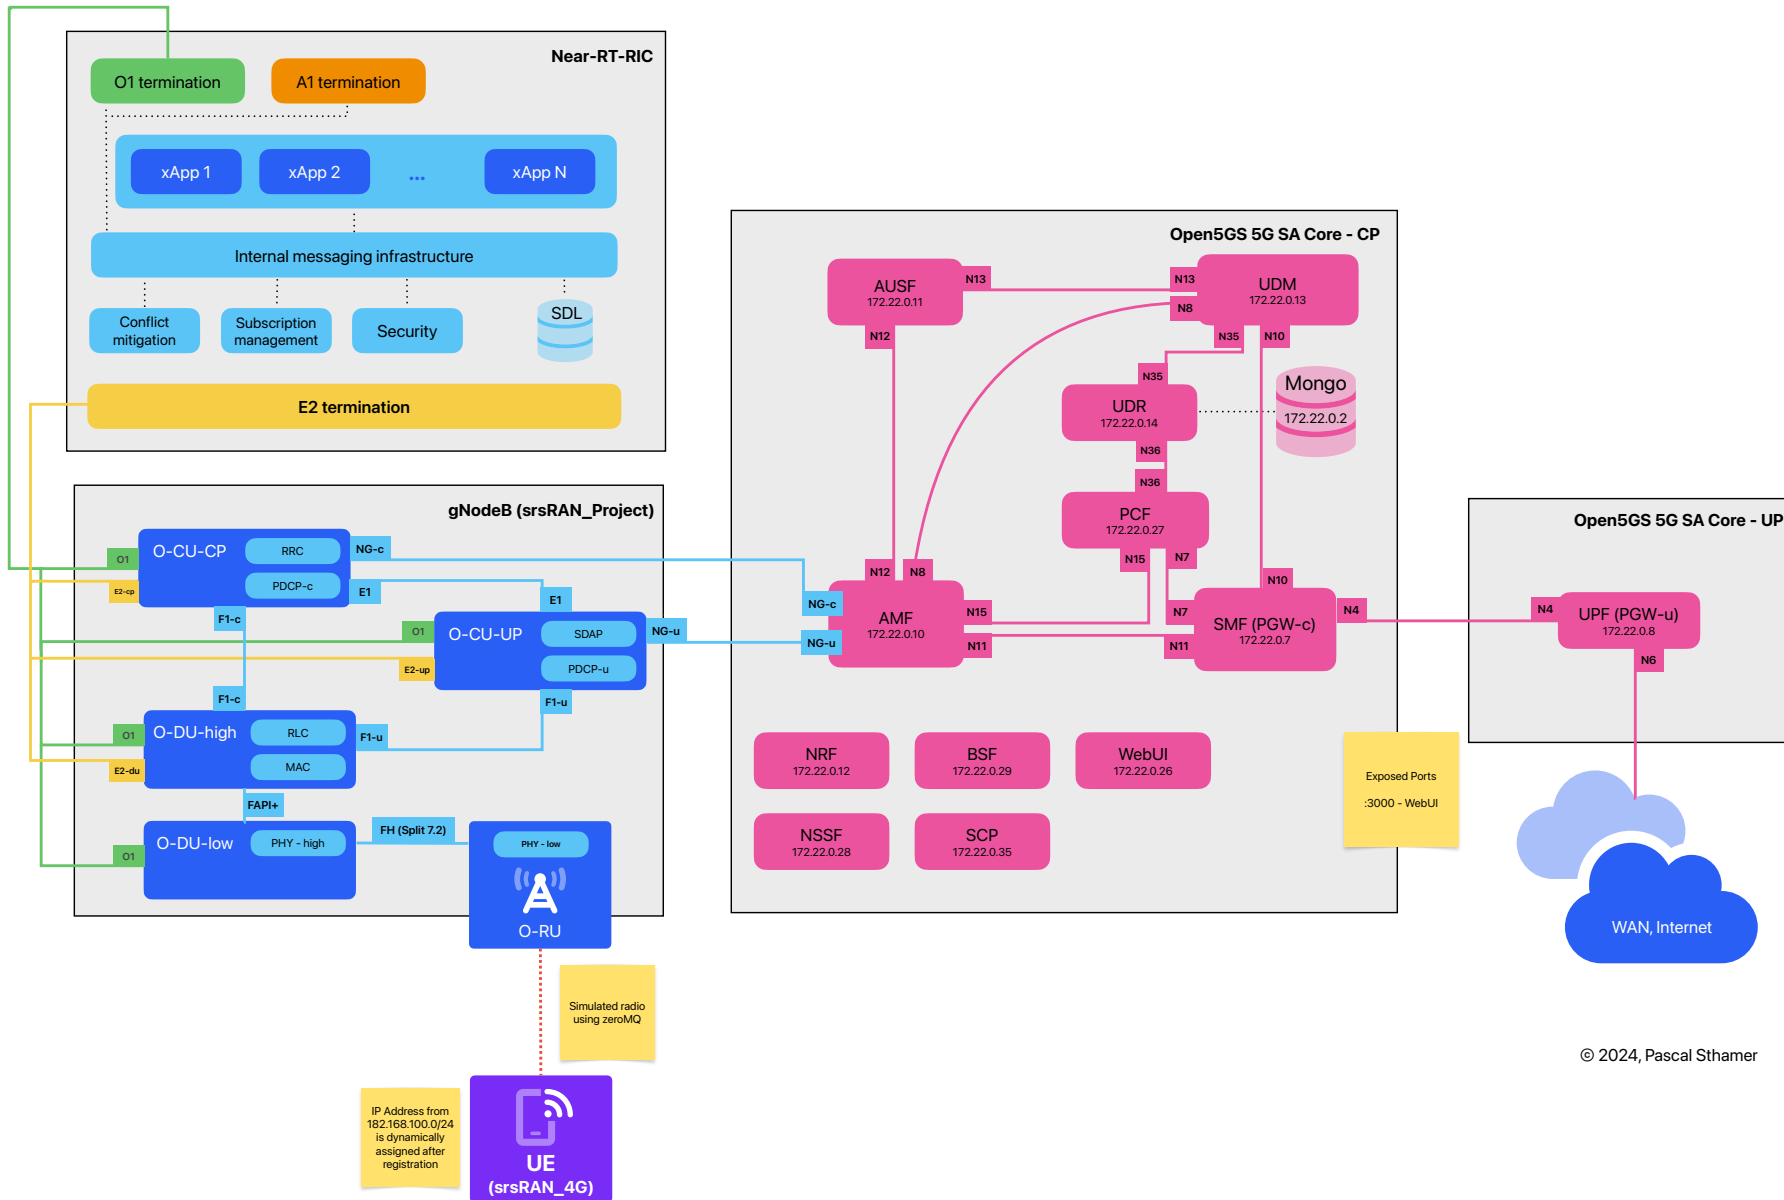 Near-RT-RIC
O1 termination
A1 termination
xApp 1
xApp 2
...
xApp N
Internal messaging infrastructure
Conflict
mitigation
Subscription
management
Security
SDL
E2 termination
gNodeB (srsRAN_Project)
O-CU-CP
RRC
PDCP-c
O1
E2-cp
NG-c
E1
F1-c
E1
O1
O-CU-UP
SDAP
PDCP-u
NG-u
E2-up
F1-c
F1-u
O1
O-DU-high
RLC
MAC
F1-u
E2-du
FAPI+
O1
O-DU-low
PHY - high
FH (Split 7.2)
PHY - low
O-RU
Simulated radio
using zeroMQ
IP Address from
182.168.100.0/24
is dynamically
assigned after
registration
UE
(srsRAN_4G)
Open5GS 5G SA Core - CP
AUSF
172.22.0.11
N13
N12
N13
N8
UDM
172.22.0.13
N35
N10
N35
UDR
172.22.0.14
N36
Mongo
172.22.0.2
N36
PCF
172.22.0.27
N15
N7
N12
N8
NG-c
NG-u
AMF
172.22.0.10
N15
N11
N10
N7
N11
SMF (PGW-c)
172.22.0.7
N4
NRF
172.22.0.12
BSF
172.22.0.29
WebUI
172.22.0.26
NSSF
172.22.0.28
SCP
172.22.0.35
Exposed Ports
:3000 - WebUI
Open5GS 5G SA Core - UP
N4
UPF (PGW-u)
172.22.0.8
N6
WAN, Internet
© 2024, Pascal Sthamer